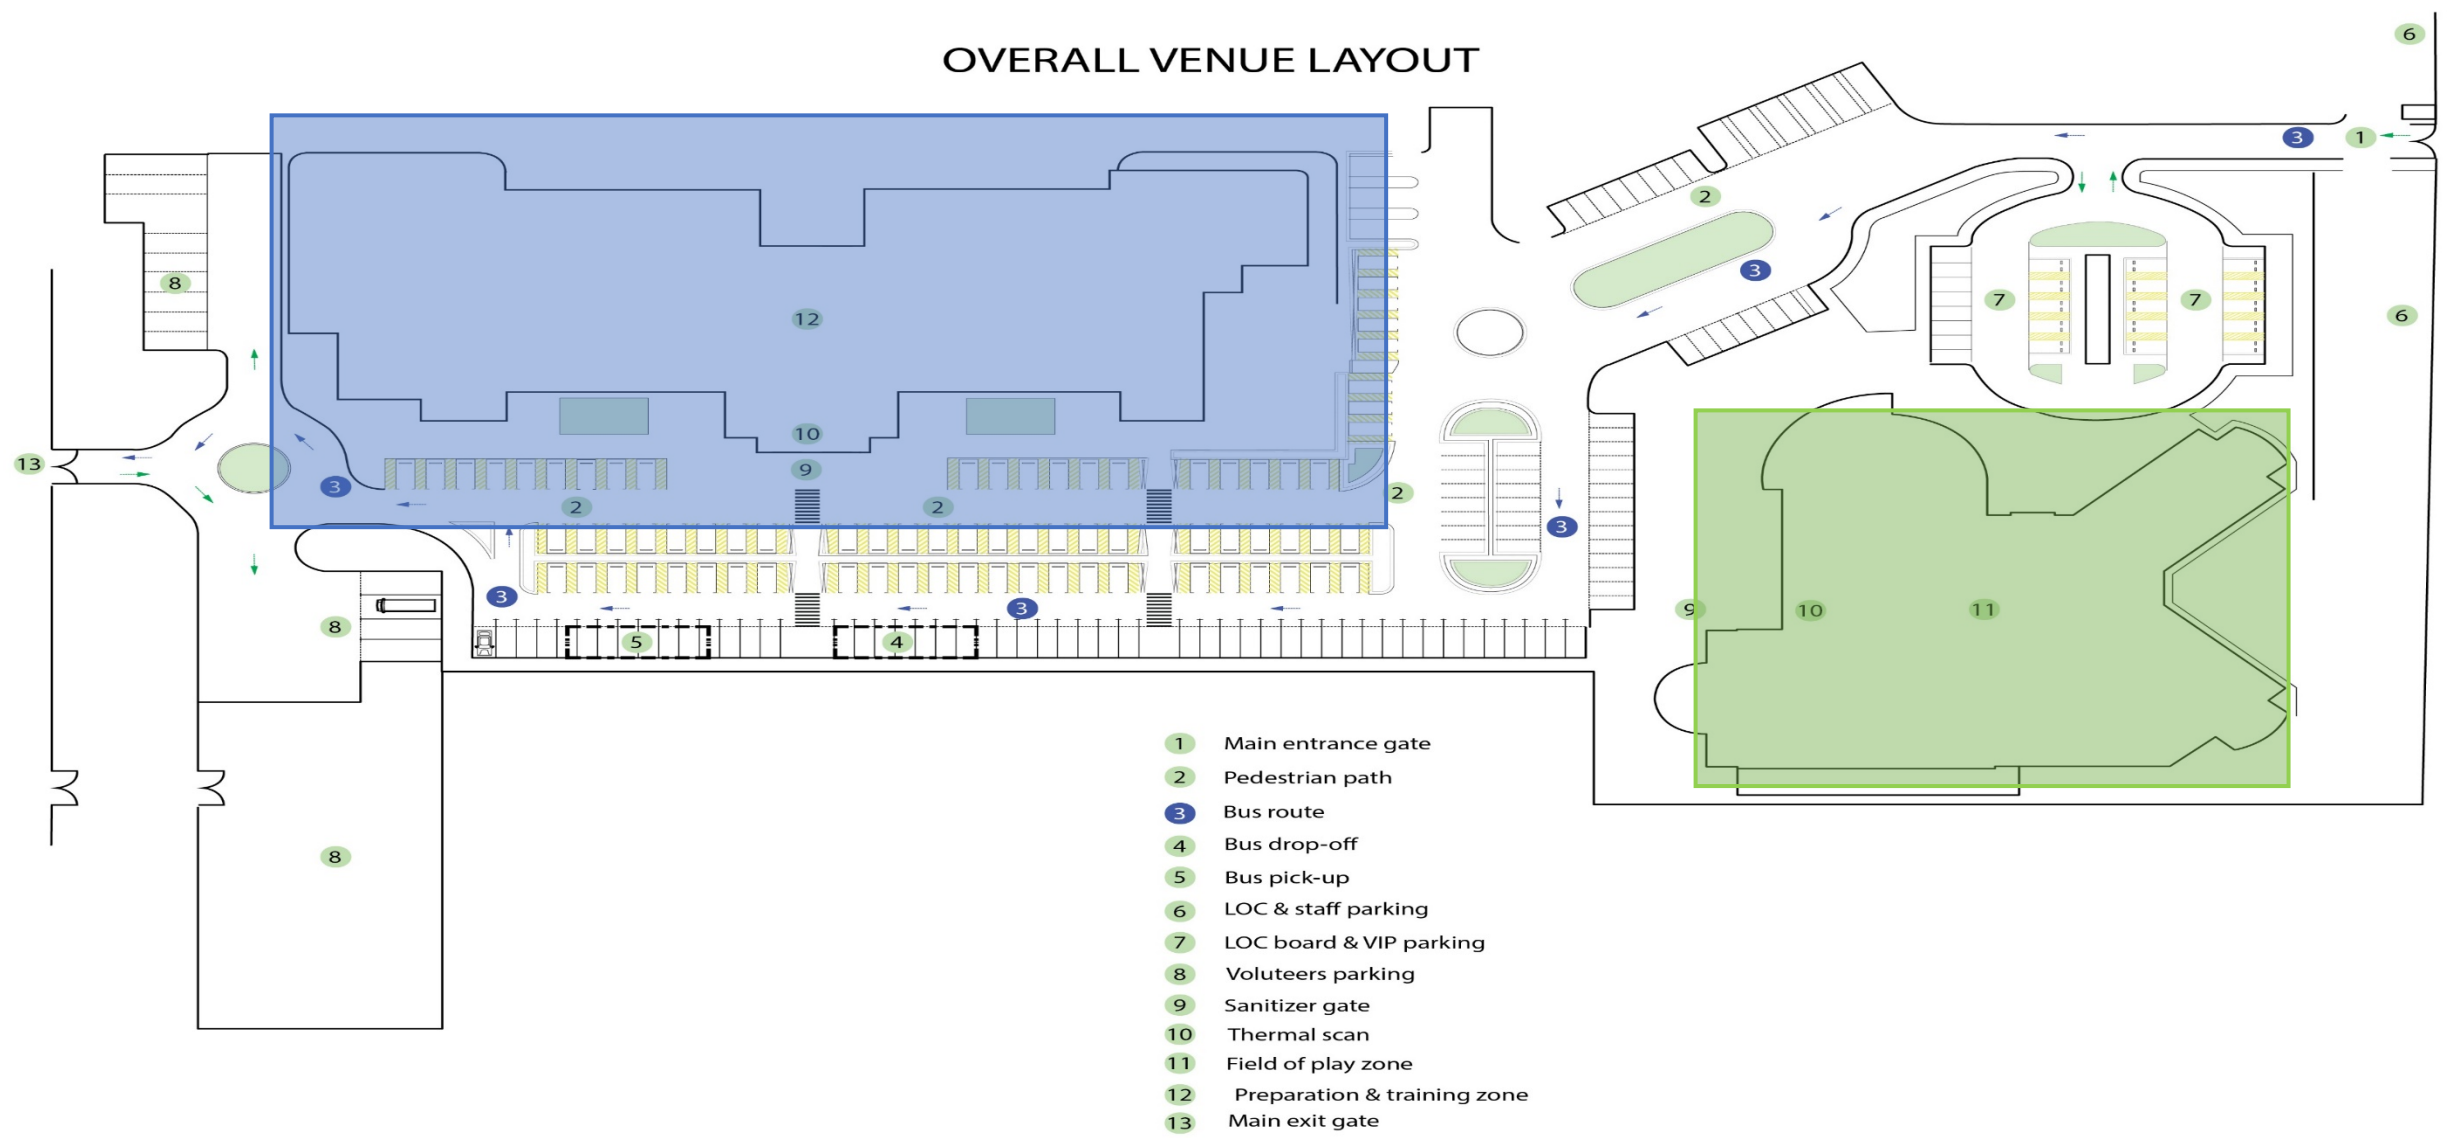 OVERALL VENUE LAYOUT
6
3
1
2
3
8
7
7
6
12
10
13
9
3
2
2
2
3
3
3
8
5
4
9
10
11
8
1 Main entrance gate
2 Pedestrian path
3 Bus route
4 Bus drop-off
5 Bus pick-up
6 LOC & staff parking
7 LOC board & VIP parking
8 Voluteers parking
9 Sanitizer gate
10 Thermal scan
11 Field of play zone
12 Preparation & training zone
13 Main exit gate